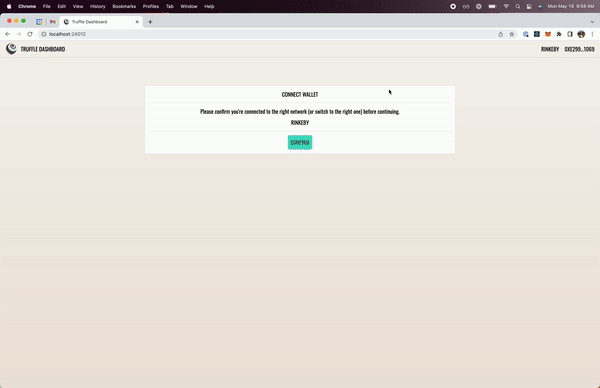 Chrome File Edit View History Bookmarks Profiles Tab Window Help Mon May 16 9:58 AM
Truffle Dashboard
localhost:24012
TRUFFLE DASHBOARD RINKEBY 0XE299...1069
CONNECT WALLET
Please confirm you're connected to the right network (or switch to the right one) before continuing.
RINKEBY
CONFIRM